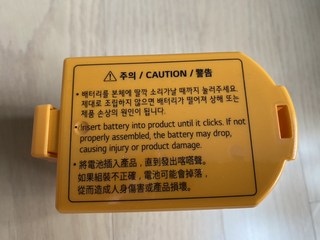 ⚠ 주의 / CAUTION / 警告
• 배터리를 본체에 딸깍 소리가날 때까지 눌러주세요.
제대로 조립하지 않으면 배터리가 떨어져 상해 또는
제품 손상의 원인이 됩니다.
• Insert battery into product until it clicks. If not
properly assembled, the battery may drop,
causing injury or product damage.
• 將電池插入產品，直到發出喀嗒聲。
如果組裝不正確，電池可能會掉落，
從而造成人身傷害或產品損壞。